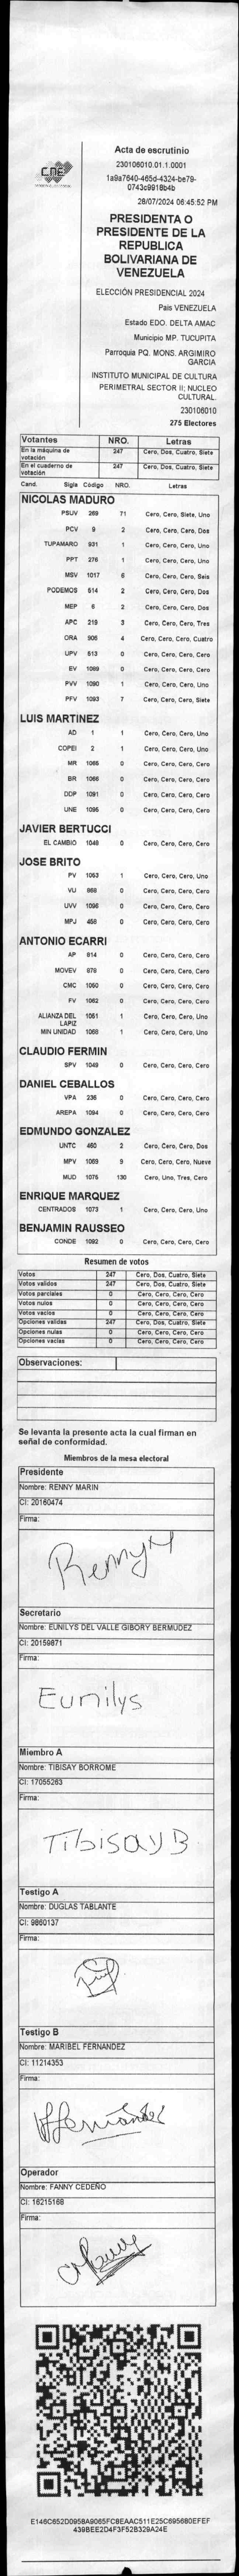 CNE
Acta de escrutinio
230106010.01.1.0001
1a9a7640-465d-4324-be79-
0743c9918b4b
28/07/2024 06:45:52 PM
PRESIDENTA O
PRESIDENTE DE LA
REPUBLICA
BOLIVARIANA DE
VENEZUELA
ELECCIÓN PRESIDENCIAL 2024
Pais VENEZUELA
Estado EDO. DELTA AMAC
Municipio MP. TUCUPITA
Parroquia PQ. MONS. ARGIMIRO
GARCIA
INSTITUTO MUNICIPAL DE CULTURA
PERIMETRAL SECTOR II; NUCLEO
CULTURAL.
230106010
275 Electores
Votantes NRO. Letras
En la máquina de votación 247 Cero, Dos, Cuatro, Siete
En el cuaderno de votación 247 Cero, Dos, Cuatro, Siete
Cand. Sigla Código NRO. Letras
NICOLAS MADURO
PSUV 269 71 Cero, Cero, Siete, Uno
PCV 9 2 Cero, Cero, Cero, Dos
TUPAMARO 931 1 Cero, Cero, Cero, Uno
PPT 276 1 Cero, Cero, Cero, Uno
MSV 1017 6 Cero, Cero, Cero, Seis
PODEMOS 514 2 Cero, Cero, Cero, Dos
MEP 6 2 Cero, Cero, Cero, Dos
APC 219 3 Cero, Cero, Cero, Tres
ORA 906 4 Cero, Cero, Cero, Cuatro
UPV 513 0 Cero, Cero, Cero, Cero
EV 1089 0 Cero, Cero, Cero, Cero
PVV 1090 1 Cero, Cero, Cero, Uno
PFV 1093 7 Cero, Cero, Cero, Siete
LUIS MARTINEZ
AD 1 1 Cero, Cero, Cero, Uno
COPEI 2 1 Cero, Cero, Cero, Uno
MR 1065 0 Cero, Cero, Cero, Cero
BR 1066 0 Cero, Cero, Cero, Cero
DDP 1091 0 Cero, Cero, Cero, Cero
UNE 1095 0 Cero, Cero, Cero, Cero
JAVIER BERTUCCI
EL CAMBIO 1048 0 Cero, Cero, Cero, Cero
JOSE BRITO
PV 1053 1 Cero, Cero, Cero, Uno
VU 868 0 Cero, Cero, Cero, Cero
UVV 1096 0 Cero, Cero, Cero, Cero
MPJ 458 0 Cero, Cero, Cero, Cero
ANTONIO ECARRI
AP 814 0 Cero, Cero, Cero, Cero
MOVEV 879 0 Cero, Cero, Cero, Cero
CMC 1050 0 Cero, Cero, Cero, Cero
FV 1062 0 Cero, Cero, Cero, Cero
ALIANZA DEL LAPIZ 1051 1 Cero, Cero, Cero, Uno
MIN UNIDAD 1068 1 Cero, Cero, Cero, Uno
CLAUDIO FERMIN
SPV 1049 0 Cero, Cero, Cero, Cero
DANIEL CEBALLOS
VPA 236 0 Cero, Cero, Cero, Cero
AREPA 1094 0 Cero, Cero, Cero, Cero
EDMUNDO GONZALEZ
UNTC 460 2 Cero, Cero, Cero, Dos
MPV 1069 9 Cero, Cero, Cero, Nueve
MUD 1075 130 Cero, Uno, Tres, Cero
ENRIQUE MARQUEZ
CENTRADOS 1073 1 Cero, Cero, Cero, Uno
BENJAMIN RAUSSEO
CONDE 1092 0 Cero, Cero, Cero, Cero
Resumen de votos
Votos 247 Cero, Dos, Cuatro, Siete
Votos validos 247 Cero, Dos, Cuatro, Siete
Votos parciales 0 Cero, Cero, Cero, Cero
Votos nulos 0 Cero, Cero, Cero, Cero
Votos vacios 0 Cero, Cero, Cero, Cero
Opciones validas 247 Cero, Dos, Cuatro, Siete
Opciones nulas 0 Cero, Cero, Cero, Cero
Opciones vacias 0 Cero, Cero, Cero, Cero
Observaciones:
Se levanta la presente acta la cual firman en
señal de conformidad.
Miembros de la mesa electoral
Presidente
Nombre: RENNY MARIN
CI: 20160474
Firma:
Renny M
Secretario
Nombre: EUNILYS DEL VALLE GIBORY BERMUDEZ
CI: 20159871
Firma:
Eunilys
Miembro A
Nombre: TIBISAY BORROME
CI: 17055263
Firma:
Tibisay B
Testigo A
Nombre: DUGLAS TABLANTE
CI: 9860137
Firma:
Testigo B
Nombre: MARIBEL FERNANDEZ
CI: 11214353
Firma:
Fernández
Operador
Nombre: FANNY CEDEÑO
CI: 16215168
Firma:
E146C652D0958A9065FC8EAAC511E25C695680EFEF
439BEE2D4F3F52B329A24E